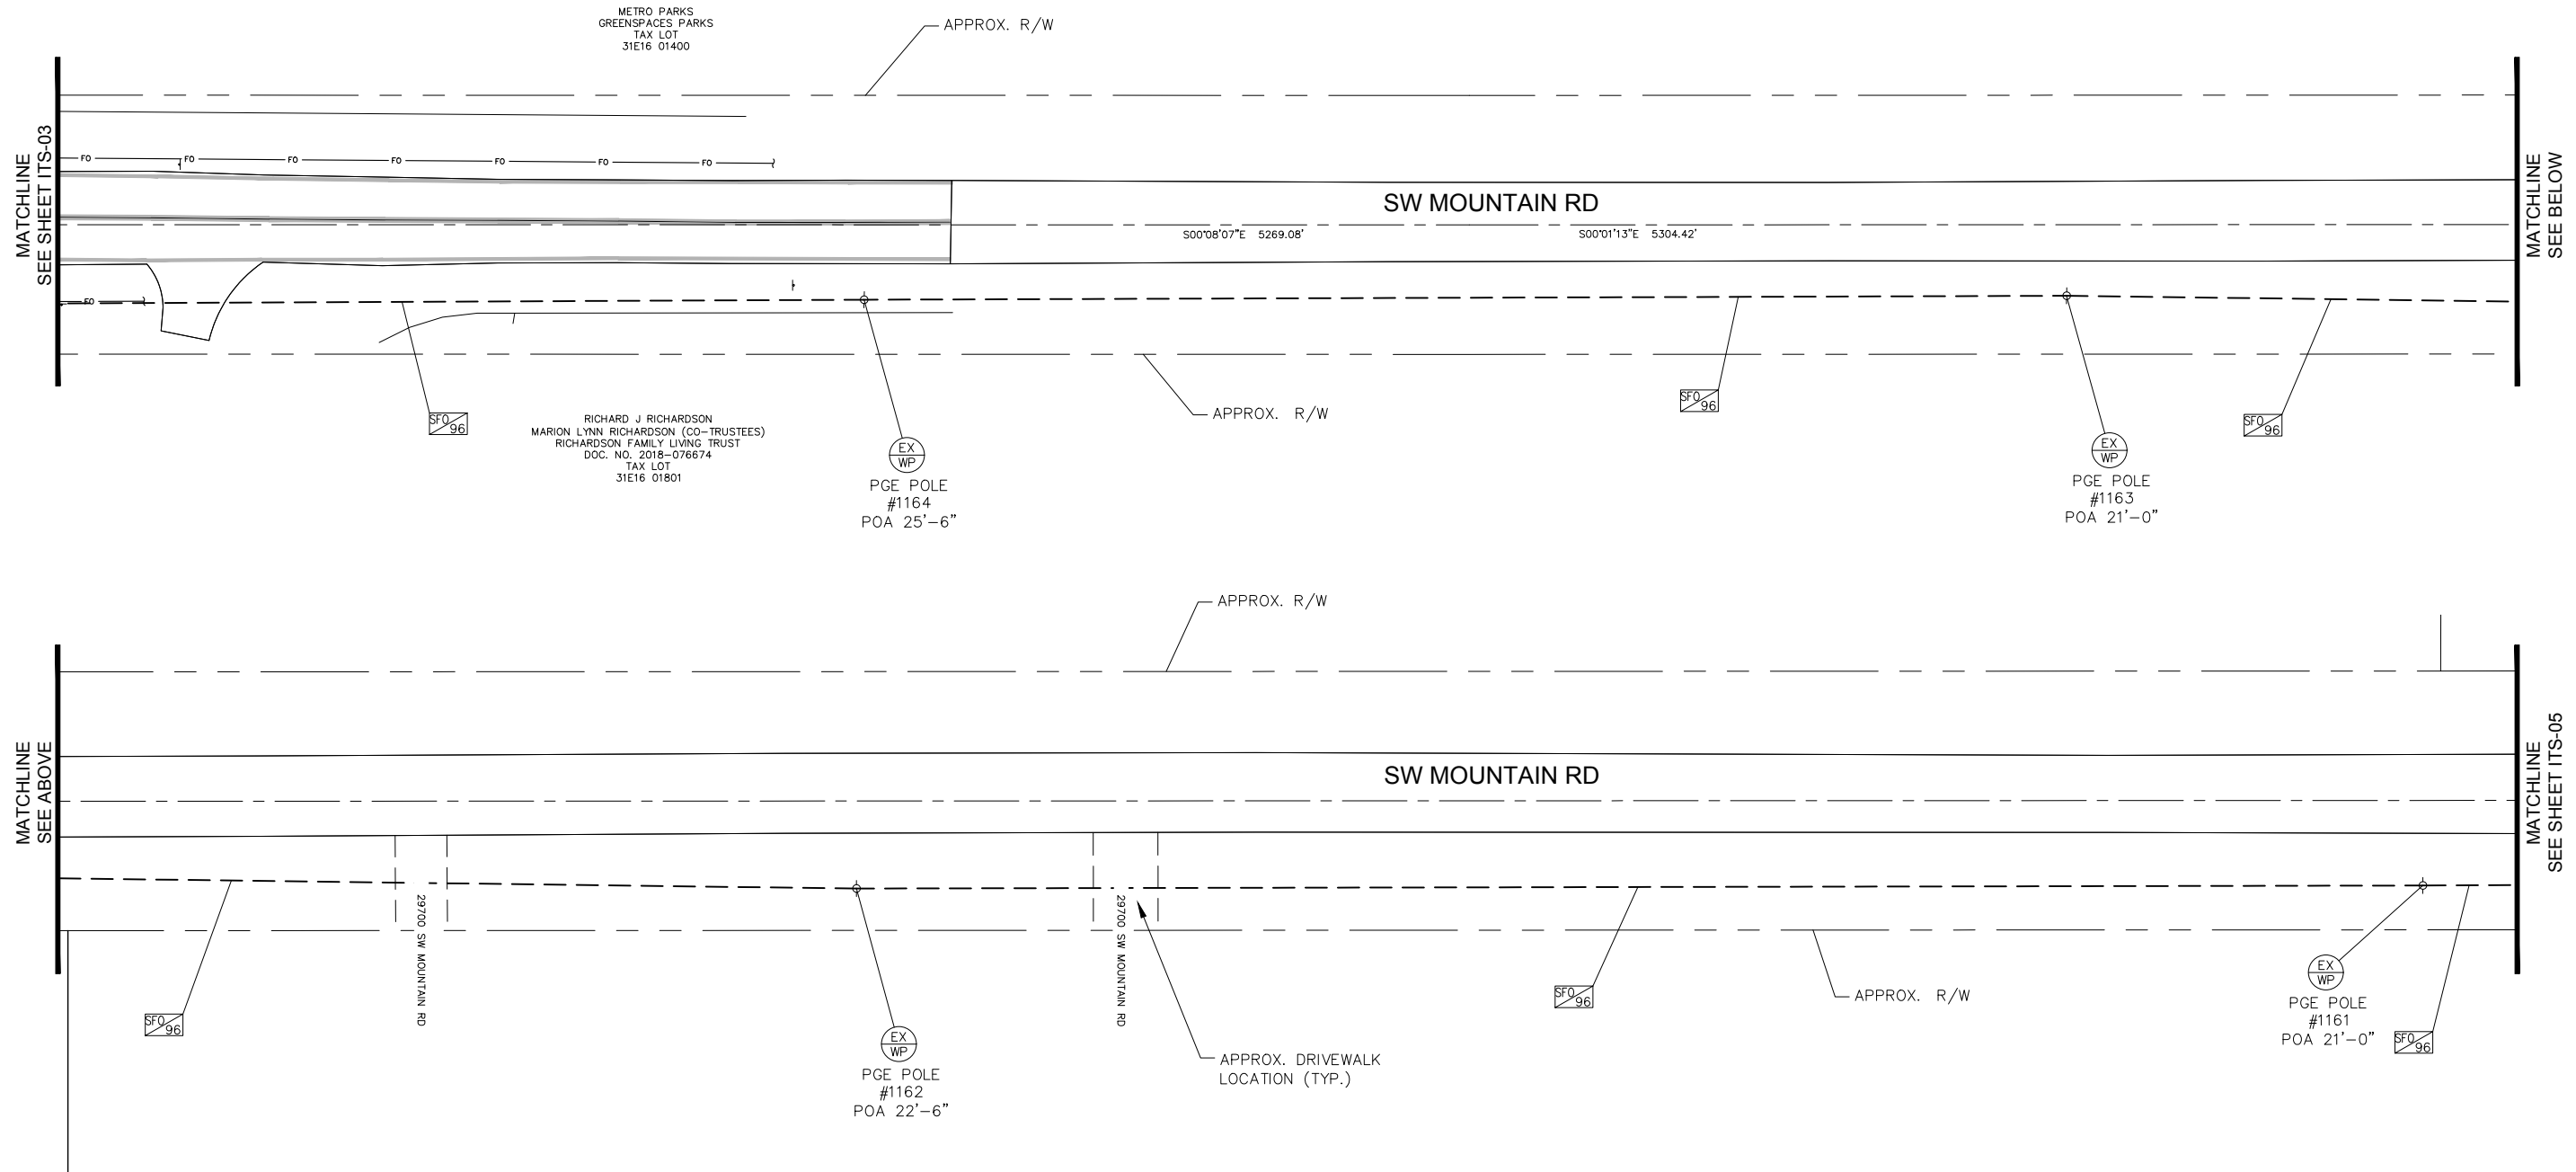 METRO PARKS
GREENSPACES PARKS
TAX LOT
31E16 01400
APPROX. R/W
MATCHLINE
SEE SHEET ITS-03
FO FO FO FO FO FO FO
SW MOUNTAIN RD
S00°08'07"E 5269.08'
S00°01'13"E 5304.42'
MATCHLINE
SEE BELOW
FO
SFO
96
RICHARD J RICHARDSON
MARION LYNN RICHARDSON (CO-TRUSTEES)
RICHARDSON FAMILY LIVING TRUST
DOC. NO. 2018-076674
TAX LOT
31E16 01801
EX
WP
PGE POLE
#1164
POA 25'-6"
APPROX. R/W
SFO
96
EX
WP
PGE POLE
#1163
POA 21'-0"
SFO
96
APPROX. R/W
MATCHLINE
SEE ABOVE
SW MOUNTAIN RD
MATCHLINE
SEE SHEET ITS-05
SFO
96
29700 SW MOUNTAIN RD
EX
WP
PGE POLE
#1162
POA 22'-6"
29700 SW MOUNTAIN RD
APPROX. DRIVEWALK
LOCATION (TYP.)
SFO
96
APPROX. R/W
EX
WP
PGE POLE
#1161
POA 21'-0"
SFO
96